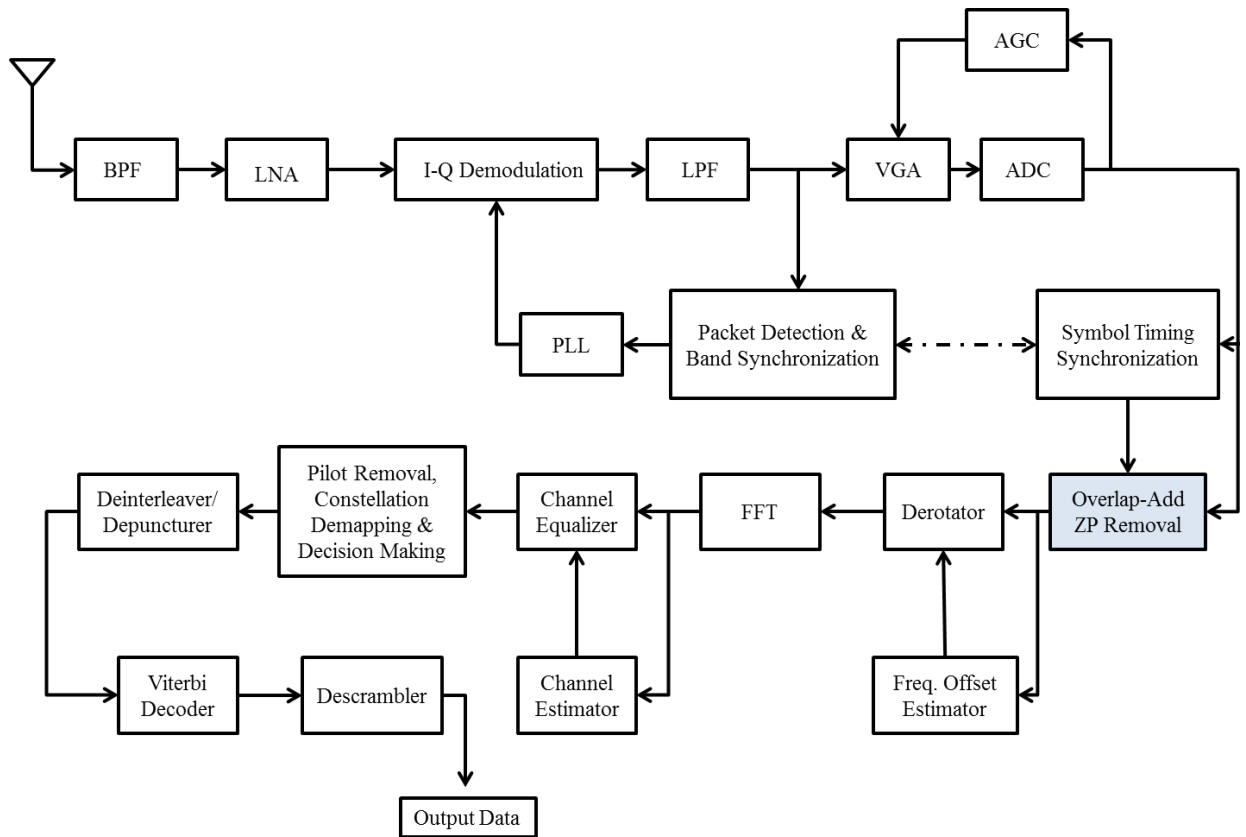 AGC
BPF
LNA
I-Q Demodulation
LPF
VGA
ADC
PLL
Packet Detection &
Band Synchronization
Symbol Timing
Synchronization
Deinterleaver/
Depuncturer
Pilot Removal,
Constellation
Demapping &
Decision Making
Channel
Equalizer
FFT
Derotator
Overlap-Add
ZP Removal
Viterbi
Decoder
Descrambler
Channel
Estimator
Freq. Offset
Estimator
Output Data